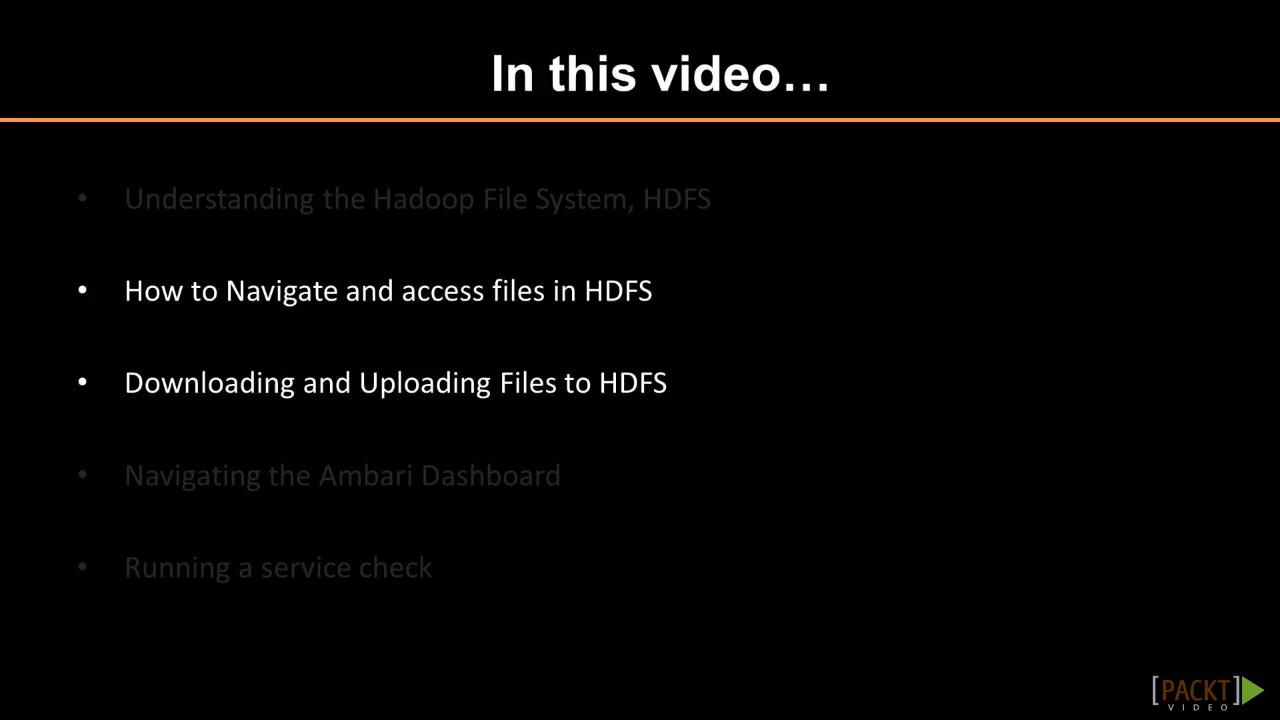 In this video…
• Understanding the Hadoop File System, HDFS
• How to Navigate and access files in HDFS
• Downloading and Uploading Files to HDFS
• Navigating the Ambari Dashboard
• Running a service check
[PACKT]
VIDEO